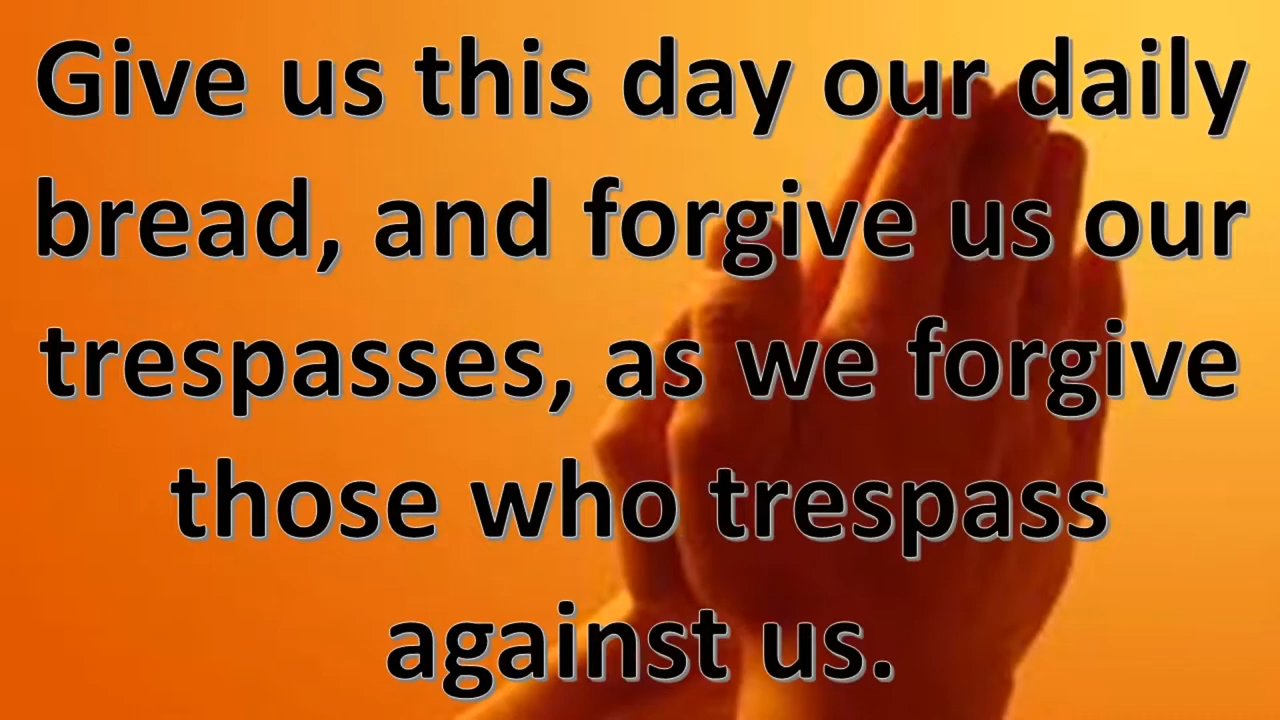 Give us this day our daily
bread, and forgive us our
trespasses, as we forgive
those who trespass
against us.